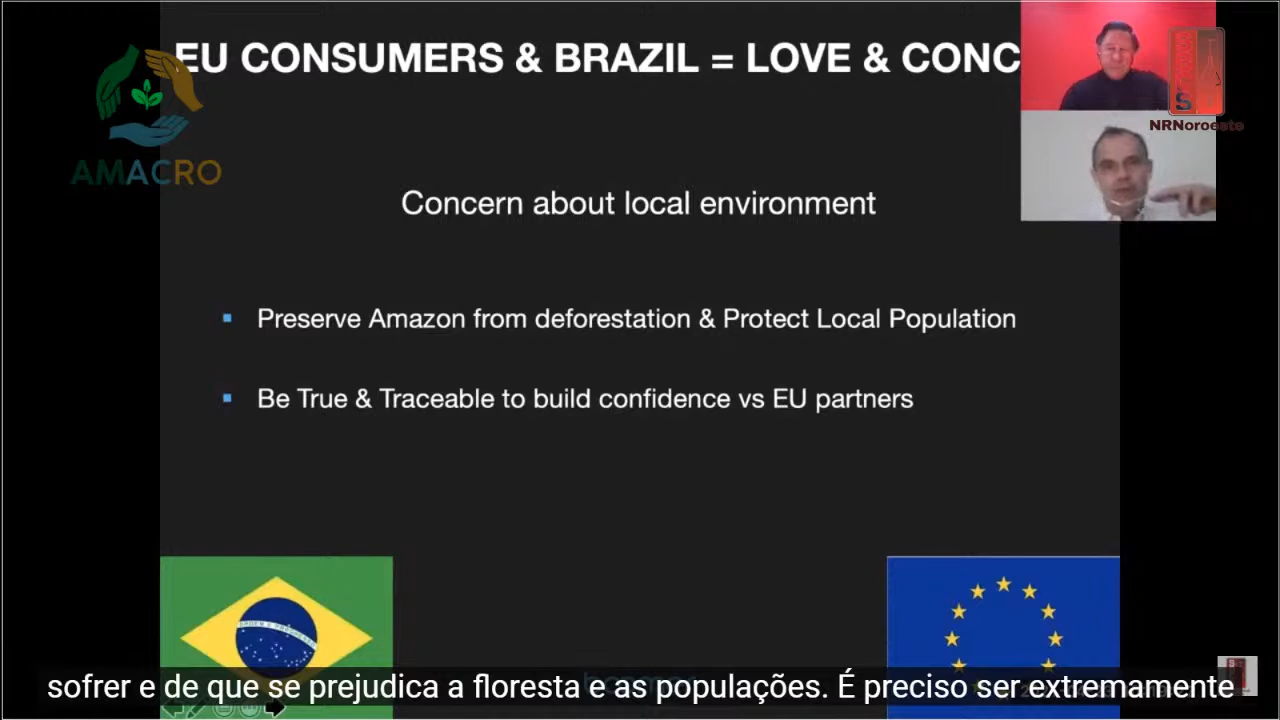 EU CONSUMERS & BRAZIL = LOVE & CONC
AMACRO
NRNoroeste
Concern about local environment
Preserve Amazon from deforestation & Protect Local Population
Be True & Traceable to build confidence vs EU partners
sofrer e de que se prejudica a floresta e as populações. É preciso ser extremamente